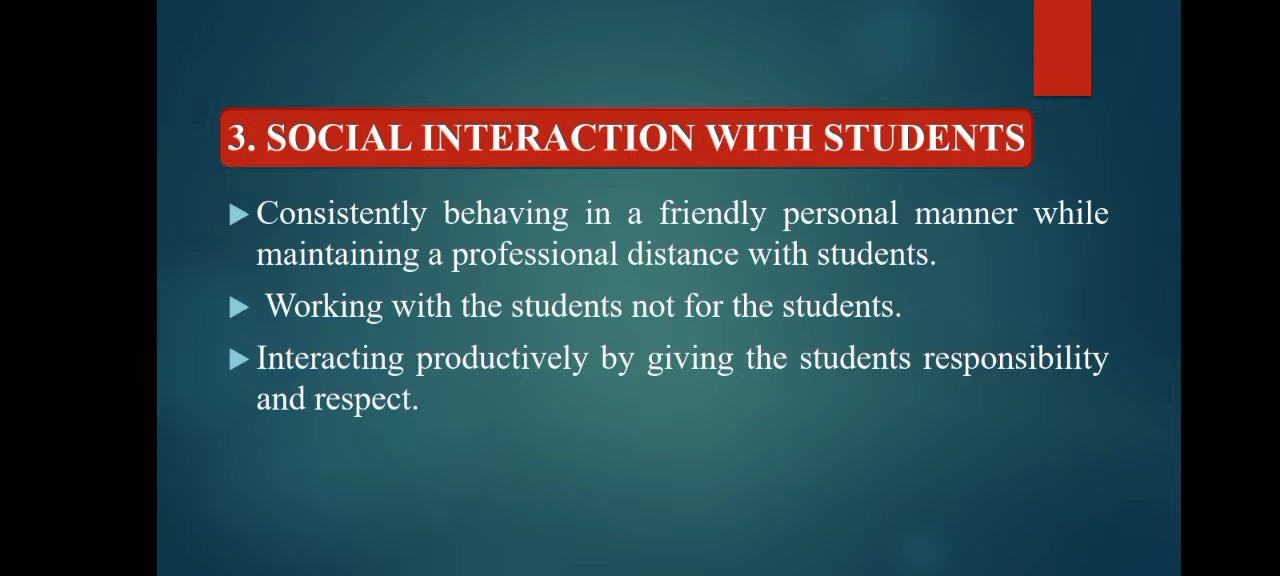 3. SOCIAL INTERACTION WITH STUDENTS
Consistently behaving in a friendly personal manner while
maintaining a professional distance with students.
Working with the students not for the students.
Interacting productively by giving the students responsibility
and respect.